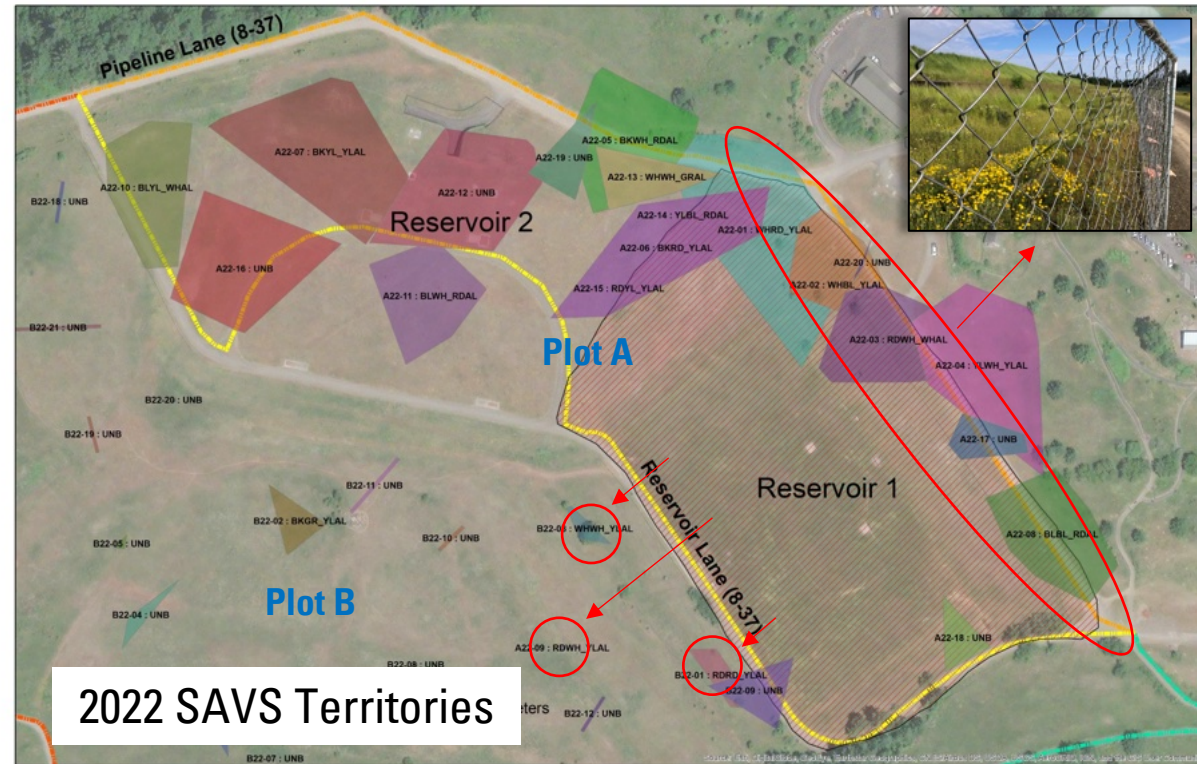 Pipeline Lane (8-37)
A22-05 : BKWH_RDAL
A22-07 : BKYL_YLAL
A22-19 : UNB
A22-13 : WHWH_GRAL
A22-10 : BLYL_WHAL
A22-12 : UNB
B22-18 : UNB
Reservoir 2
A22-14 : YLBL_RDAL
A22-01 : WHRD_YLAL
A22-06 : BKRD_YLAL
A22-16 : UNB
A22-20 : UNB
A22-02 : WHBL_YLAL
A22-15 : RDYL_YLAL
A22-11 : BLWH_RDAL
B22-21 : UNB
Plot A
A22-03 : RDWH_WHAL
A22-04 : YLWH_YLAL
B22-20 : UNB
B22-19 : UNB
A22-17 : UNB
B22-11 : UNB
Reservoir 1
Reservoir Lane (8-37)
B22-02 : BKGR_YLAL
B22-03 : WHWH_YLAL
B22-05 : UNB
B22-10 : UNB
A22-08 : BLBL_RDAL
Plot B
B22-04 : UNB
A22-18 : UNB
A22-09 : RDWH_YLAL
B22-08 : UNB
B22-01 : RDRD_YLAL
B22-09 : UNB
2022 SAVS Territories
eters
B22-12 : UNB
B22-07 : UNB